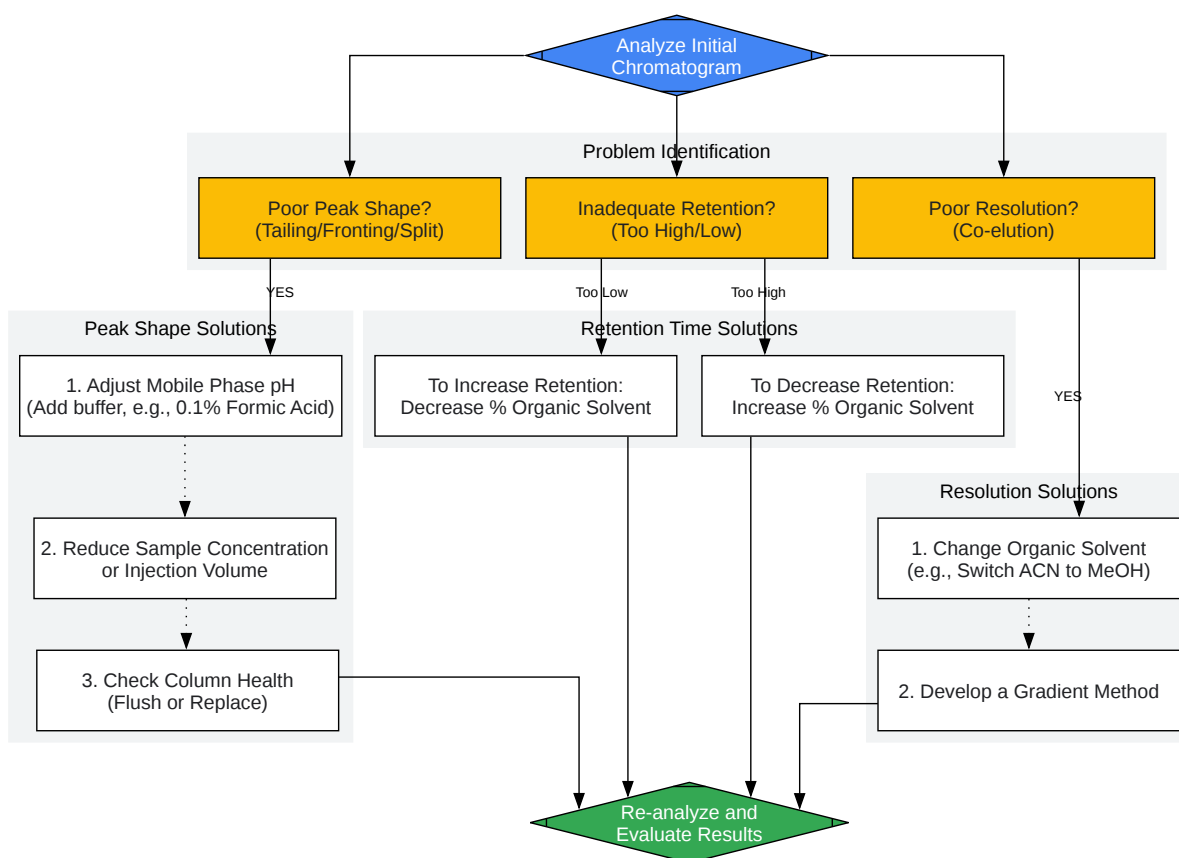 Analyze Initial
Chromatogram
Problem Identification
Poor Peak Shape?
(Tailing/Fronting/Split)
Inadequate Retention?
(Too High/Low)
Poor Resolution?
(Co-elution)
YES
Too Low
Too High
YES
Peak Shape Solutions
1. Adjust Mobile Phase pH
(Add buffer, e.g., 0.1% Formic Acid)
2. Reduce Sample Concentration
or Injection Volume
3. Check Column Health
(Flush or Replace)
Retention Time Solutions
To Increase Retention:
Decrease % Organic Solvent
To Decrease Retention:
Increase % Organic Solvent
Resolution Solutions
1. Change Organic Solvent
(e.g., Switch ACN to MeOH)
2. Develop a Gradient Method
Re-analyze and
Evaluate Results